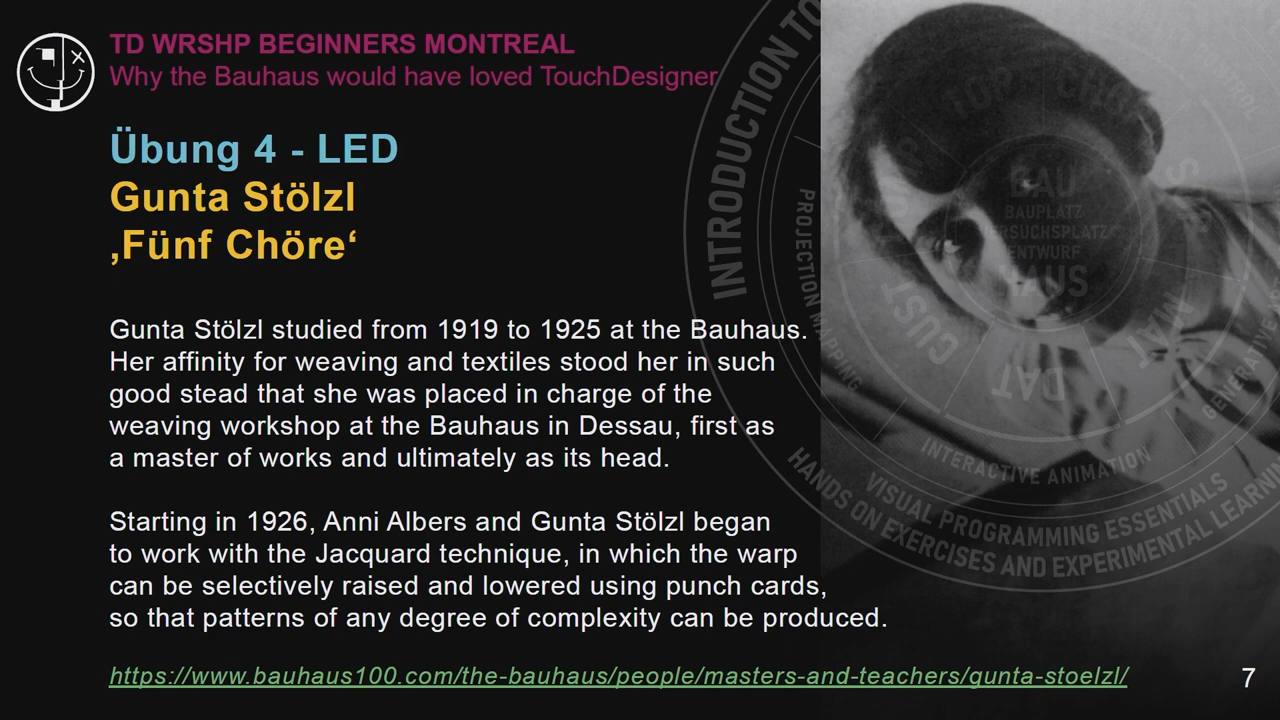 TD WRSHP BEGINNERS MONTREAL
Why the Bauhaus would have loved TouchDesigner
Übung 4 - LED
Gunta Stölzl
‚Fünf Chöre‘
Gunta Stölzl studied from 1919 to 1925 at the Bauhaus.
Her affinity for weaving and textiles stood her in such
good stead that she was placed in charge of the
weaving workshop at the Bauhaus in Dessau, first as
a master of works and ultimately as its head.
Starting in 1926, Anni Albers and Gunta Stölzl began
to work with the Jacquard technique, in which the warp
can be selectively raised and lowered using punch cards,
so that patterns of any degree of complexity can be produced.
https://www.bauhaus100.com/the-bauhaus/people/masters-and-teachers/gunta-stoelzl/
7
INTRODUCTION TO
PROJECTION MAPPING
BAU
BAUPLATZ
VERSUCHSPLATZ
ENTWURF
HAUS
DAT
MAT
INTERACTIVE ANIMATION
VISUAL PROGRAMMING ESSENTIALS
HANDS ON EXERCISES AND EXPERIMENTAL LEARNIN